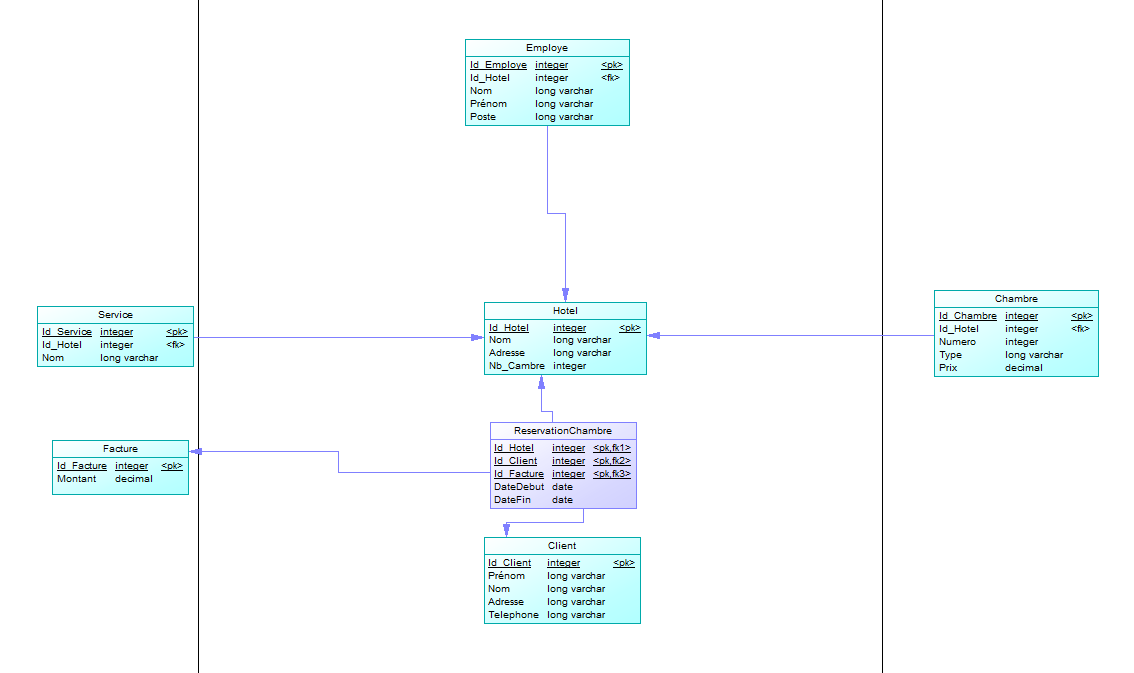 Employe
Id_Employe integer <pk>
Id_Hotel integer <fk>
Nom long varchar
Prénom long varchar
Poste long varchar
Service
Id_Service integer <pk>
Id_Hotel integer <fk>
Nom long varchar
Hotel
Id_Hotel integer <pk>
Nom long varchar
Adresse long varchar
Nb_Cambre integer
Chambre
Id_Chambre integer <pk>
Id_Hotel integer <fk>
Numero integer
Type long varchar
Prix decimal
Facture
Id_Facture integer <pk>
Montant decimal
ReservationChambre
Id_Hotel integer <pk,fk1>
Id_Client integer <pk,fk2>
Id_Facture integer <pk,fk3>
DateDebut date
DateFin date
Client
Id_Client integer <pk>
Prénom long varchar
Nom long varchar
Adresse long varchar
Telephone long varchar